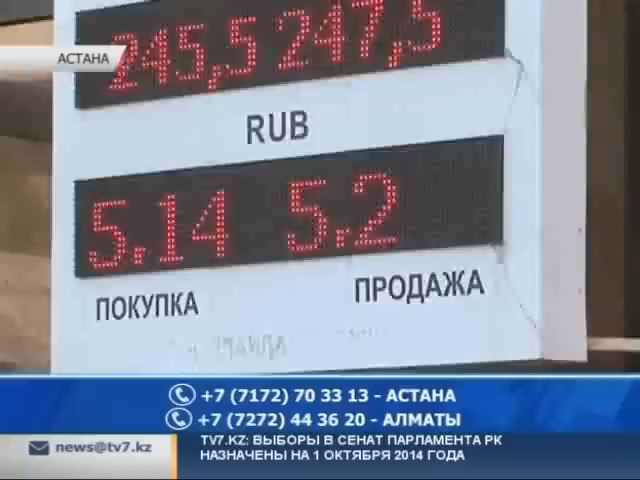 АСТАНА
245,5 247,5
RUB
5.14 5.2
ПОКУПКА ПРОДАЖА
+7 (7172) 70 33 13 - АСТАНА
+7 (7272) 44 36 20 - АЛМАТЫ
news@tv7.kz
TV7.KZ: ВЫБОРЫ В СЕНАТ ПАРЛАМЕНТА РК
НАЗНАЧЕНЫ НА 1 ОКТЯБРЯ 2014 ГОДА